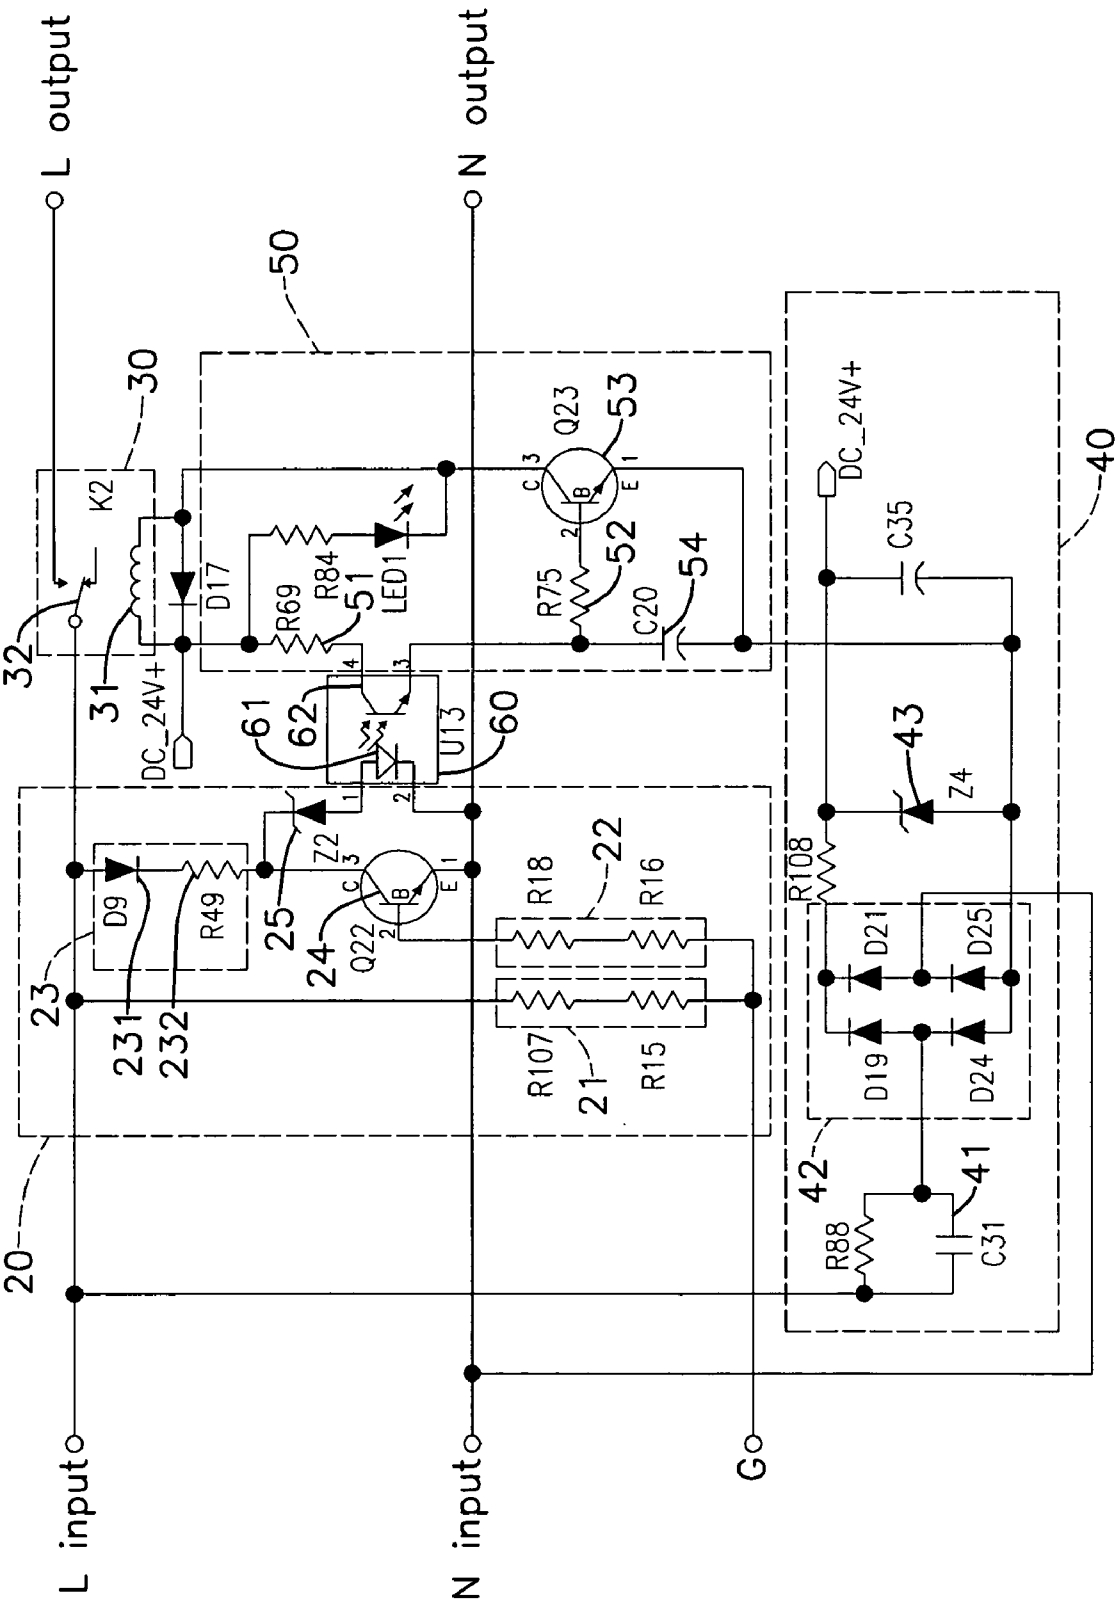 L output
N output
50
30
K2
32
31
D17
DC_24V+
R69
R84
51
LED1
C
3
Q23
53
B
2
E
1
R75
52
C20
54
4
3
62
61
U13
60
DC_24V+
C35
40
43
Z4
R108
23
D9
231
R49
232
25
Z2
1
2
24
C
3
B
2
E
1
Q22
R18
22
R16
R107
21
R15
20
D21
D25
D19
D24
42
41
R88
C31
L input
N input
G